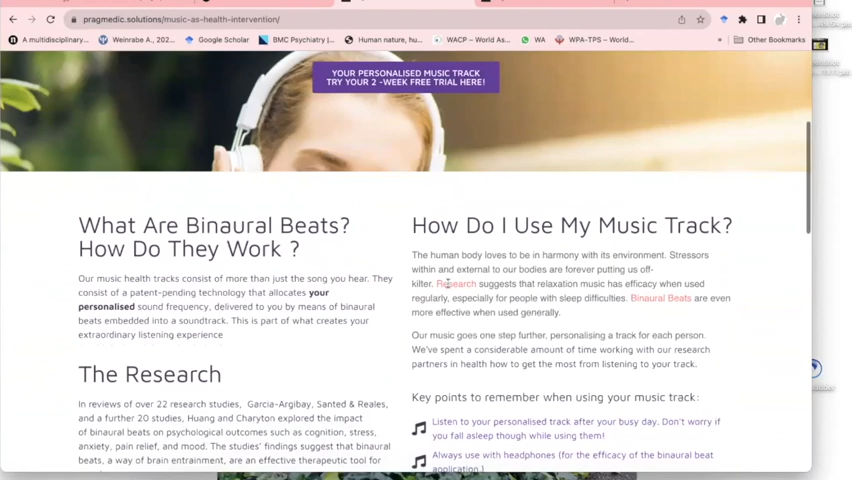 pragmedic.solutions/music-as-health-intervention/
A multidisciplinary...
Weinrabe A., 202...
Google Scholar
BMC Psychiatry |...
Human nature, hu...
WACP – World As...
WA
WPA-TPS – World...
»
Other Bookmarks
YOUR PERSONALISED MUSIC TRACK
TRY YOUR 2 -WEEK FREE TRIAL HERE!
What Are Binaural Beats?
How Do They Work ?
Our music health tracks consist of more than just the song you hear. They
consist of a patent-pending technology that allocates your
personalised sound frequency, delivered to you by means of binaural
beats embedded into a soundtrack. This is part of what creates your
extraordinary listening experience
The Research
In reviews of over 22 research studies, Garcia-Argibay, Santed & Reales,
and a further 20 studies, Huang and Charyton explored the impact
of binaural beats on psychological outcomes such as cognition, stress,
anxiety, pain relief, and mood. The studies' findings suggest that binaural
beats, a way of brain entrainment, are an effective therapeutic tool for
How Do I Use My Music Track?
The human body loves to be in harmony with its environment. Stressors
within and external to our bodies are forever putting us off-
kilter. Research suggests that relaxation music has efficacy when used
regularly, especially for people with sleep difficulties. Binaural Beats are even
more effective when used generally.
Our music goes one step further, personalising a track for each person.
We've spent a considerable amount of time working with our research
partners in health how to get the most from listening to your track.
Key points to remember when using your music track:
Listen to your personalised track after your busy day. Don't worry if
you fall asleep though while using them!
Always use with headphones (for the efficacy of the binaural beat
application.)